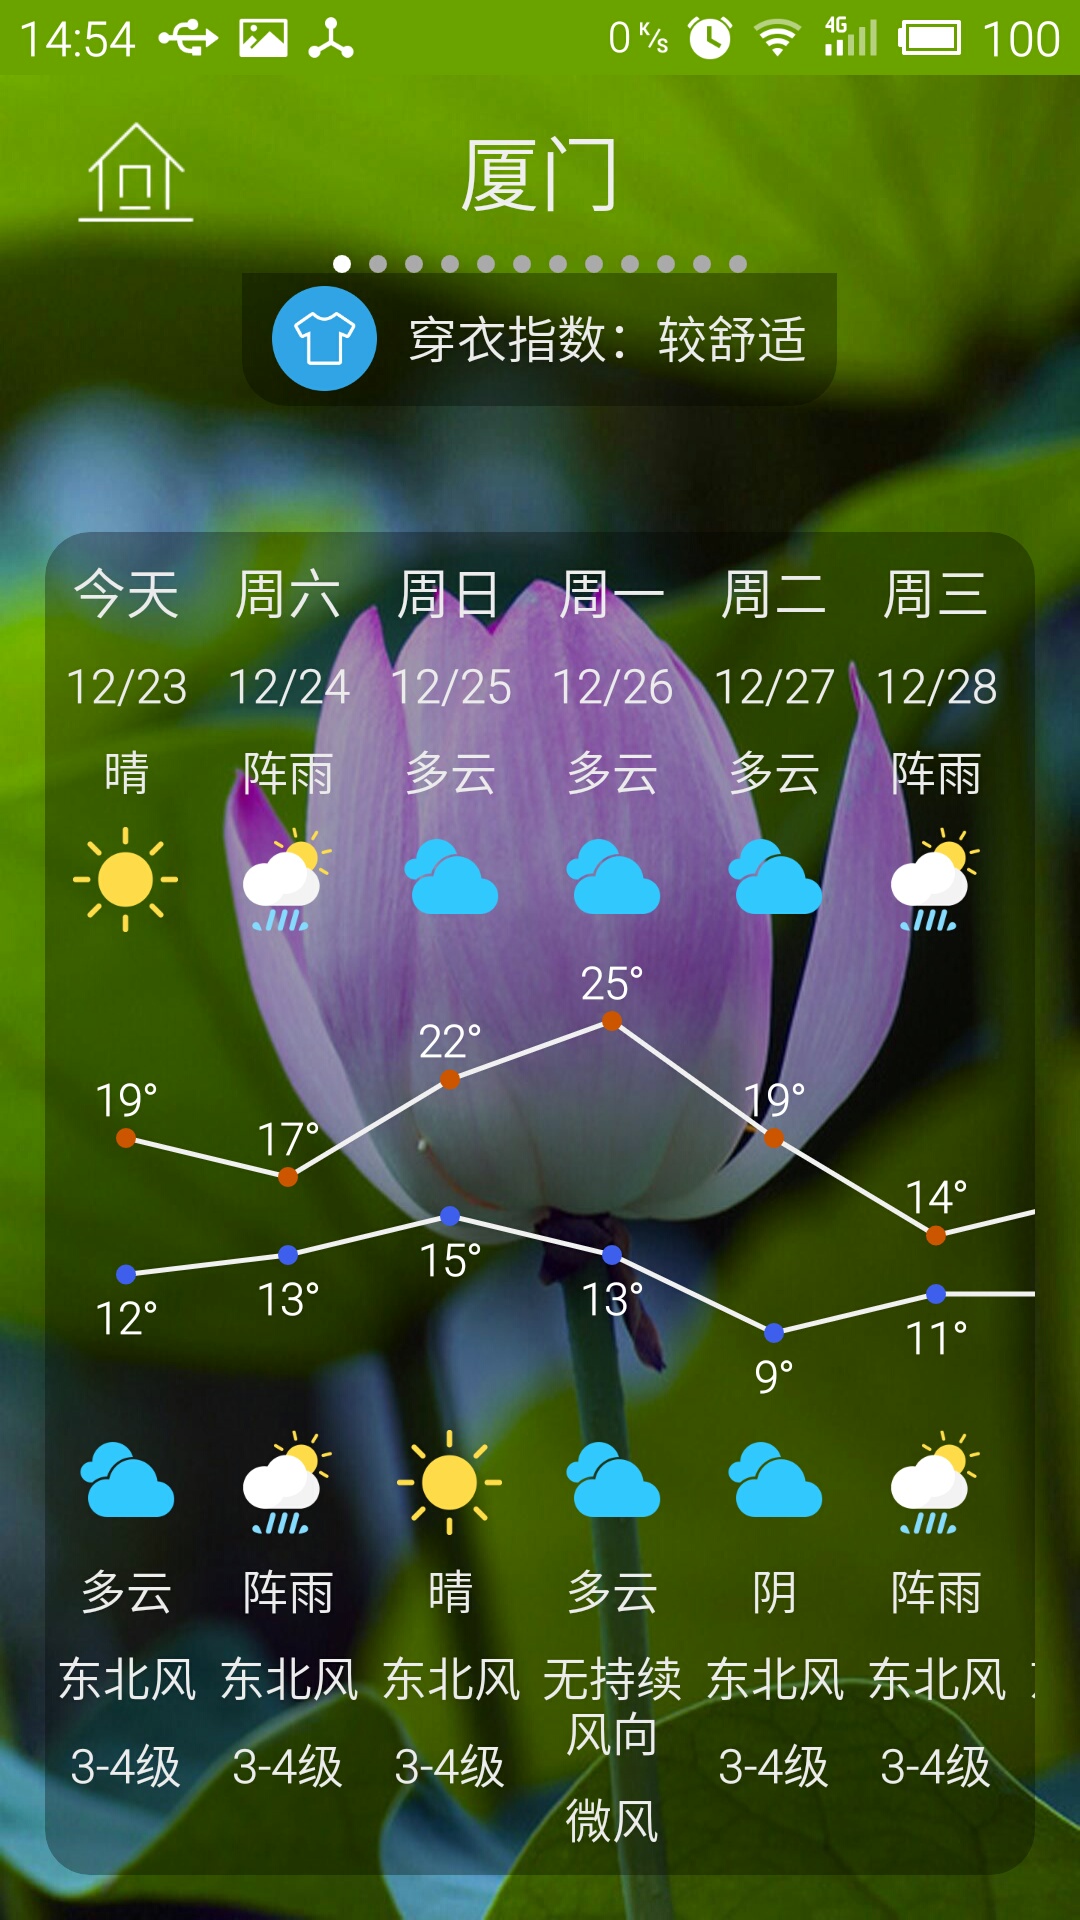 14:54 0 K/S 4G 100
厦门
穿衣指数：较舒适
今天 周六 周日 周一 周二 周三
12/23 12/24 12/25 12/26 12/27 12/28
晴 阵雨 多云 多云 多云 阵雨
25°
22°
19° 19°
17°
14°
15°
12° 13° 13°
11°
9°
多云 阵雨 晴 多云 阴 阵雨
东北风 东北风 东北风 无持续风向 东北风 东北风
3-4级 3-4级 3-4级 微风 3-4级 3-4级